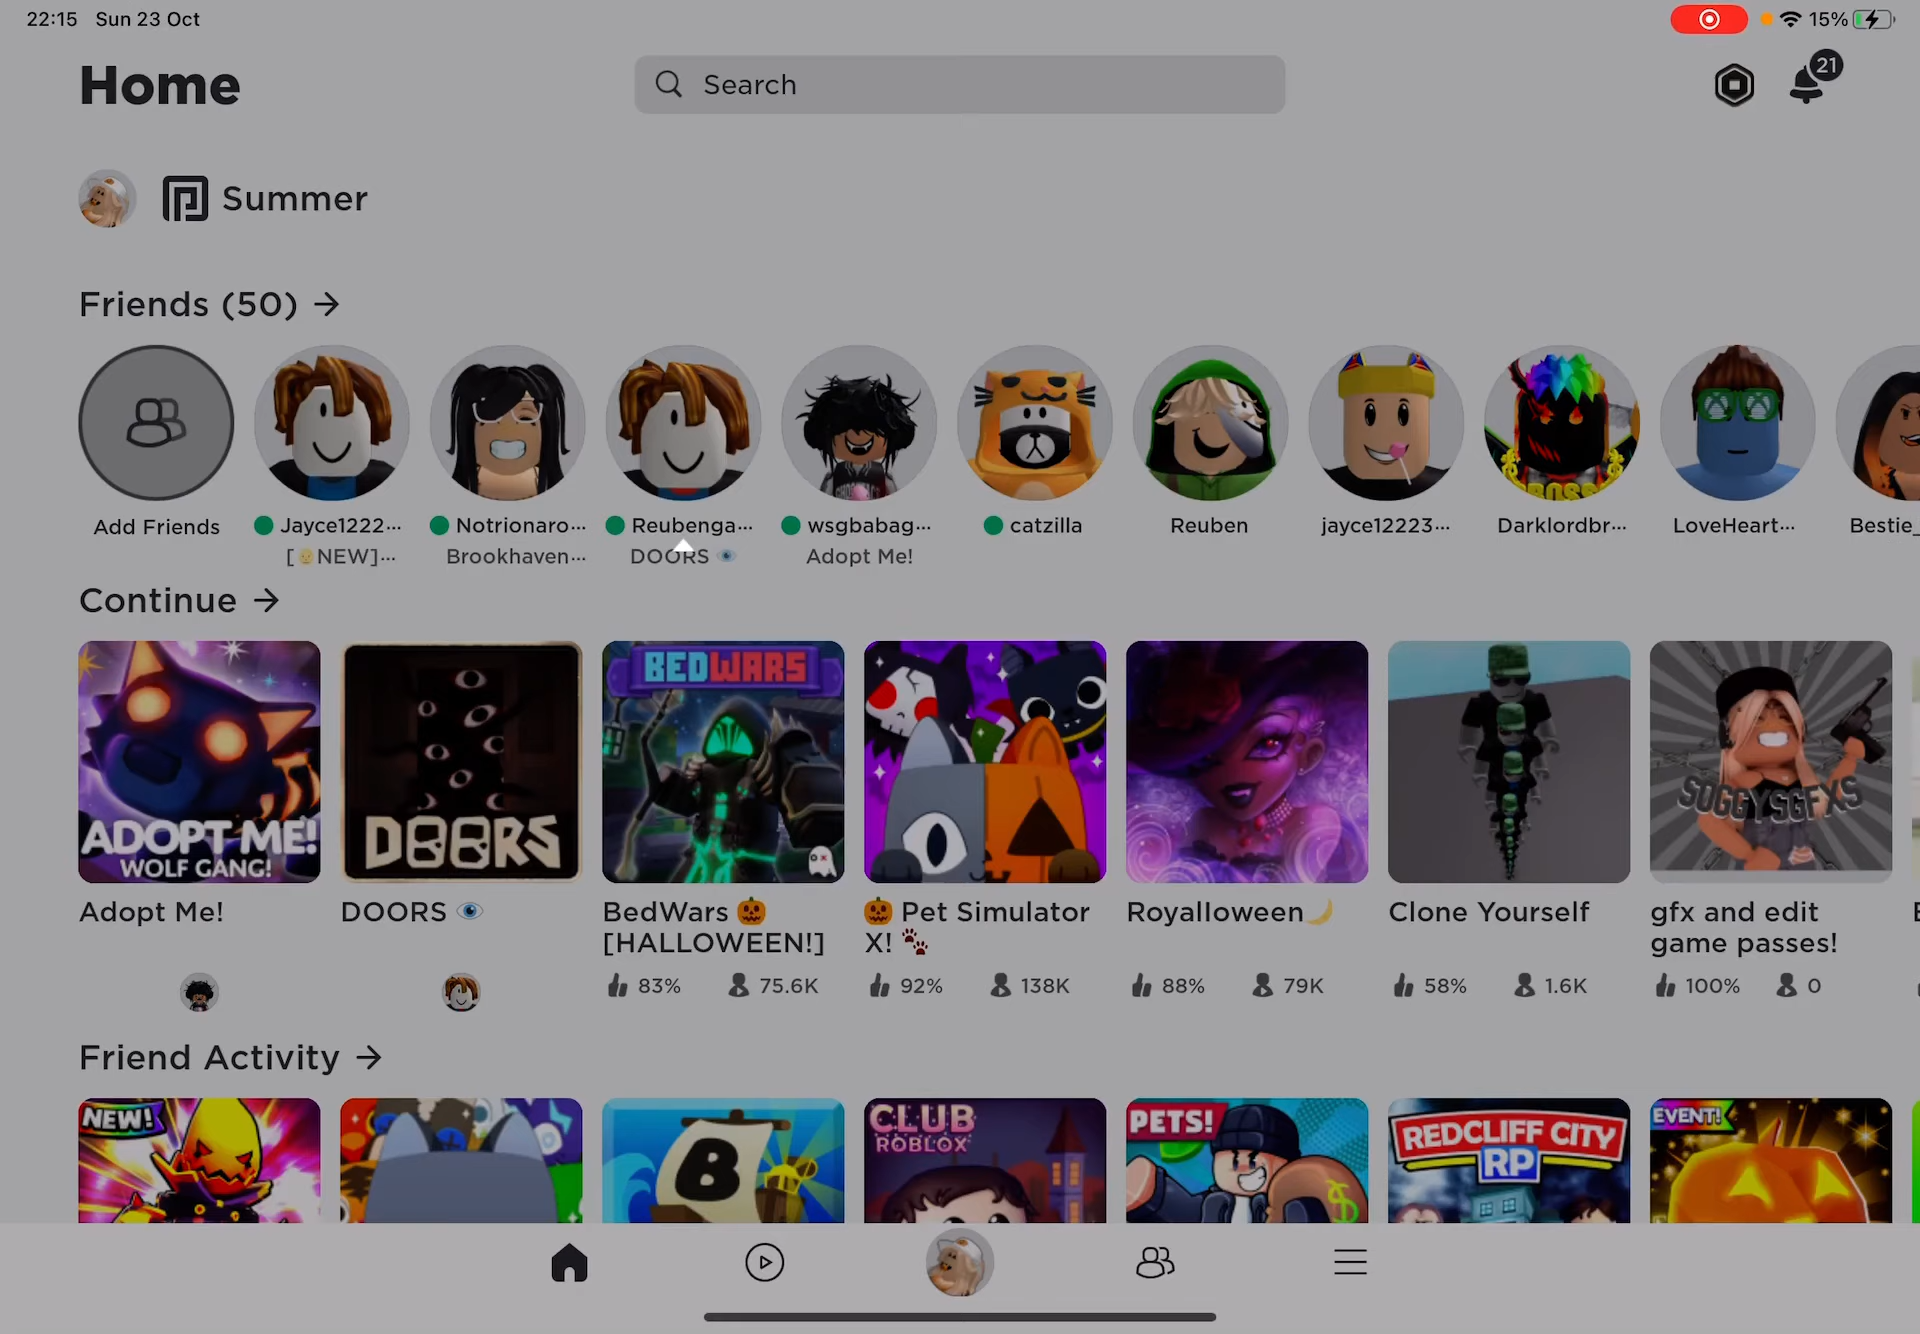 22:15 Sun 23 Oct
15%
Home
Search
21
Summer
Friends (50) →
Add Friends
Jayce1222...
Notrionaro...
Reubenga...
wsgbabag...
catzilla
Reuben
jayce12223...
Darklordbr...
LoveHeart...
Bestie_
[👴NEW]...
Brookhaven...
DOORS 👁
Adopt Me!
BOSS
Continue →
ADOPT ME!
WOLF GANG!
DOORS
BEDWARS
SOGGYSGFXS
Adopt Me!
DOORS 👁
BedWars 🎃
[HALLOWEEN!]
🎃 Pet Simulator
X! 🐾
Royalloween🌙
Clone Yourself
gfx and edit
game passes!
83% 75.6K
92% 138K
88% 79K
58% 1.6K
100% 0
Friend Activity →
NEW!
B
CLUB
ROBLOX
PETS!
REDCLIFF CITY
RP
EVENT!